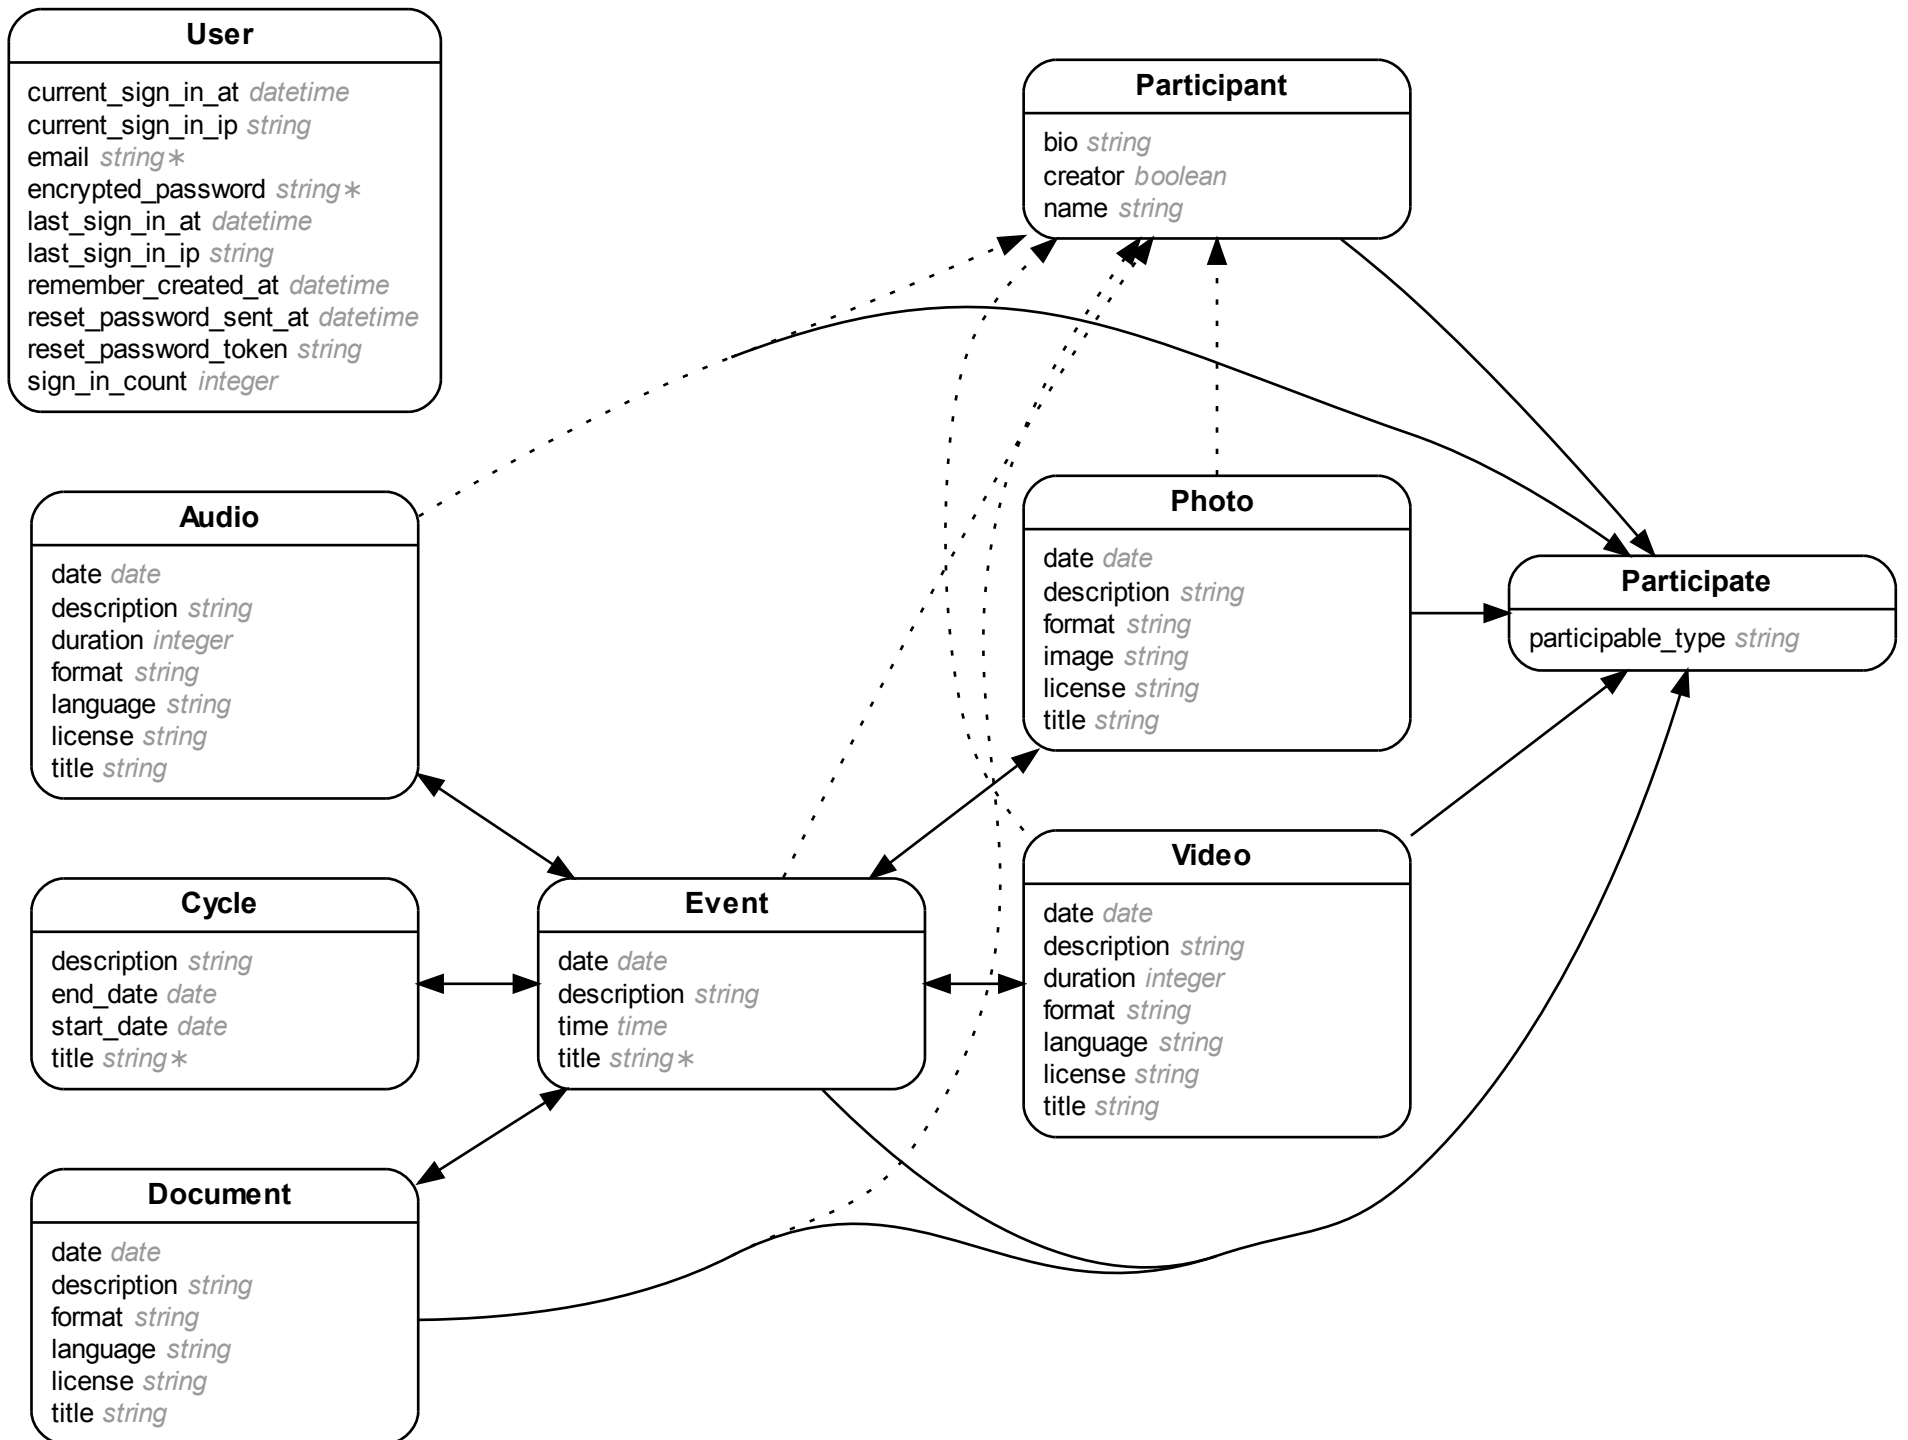 User
current_sign_in_at datetime
current_sign_in_ip string
email string∗
encrypted_password string∗
last_sign_in_at datetime
last_sign_in_ip string
remember_created_at datetime
reset_password_sent_at datetime
reset_password_token string
sign_in_count integer
Participant
bio string
creator boolean
name string
Audio
date date
description string
duration integer
format string
language string
license string
title string
Photo
date date
description string
format string
image string
license string
title string
Participate
participable_type string
Cycle
description string
end_date date
start_date date
title string∗
Event
date date
description string
time time
title string∗
Video
date date
description string
duration integer
format string
language string
license string
title string
Document
date date
description string
format string
language string
license string
title string